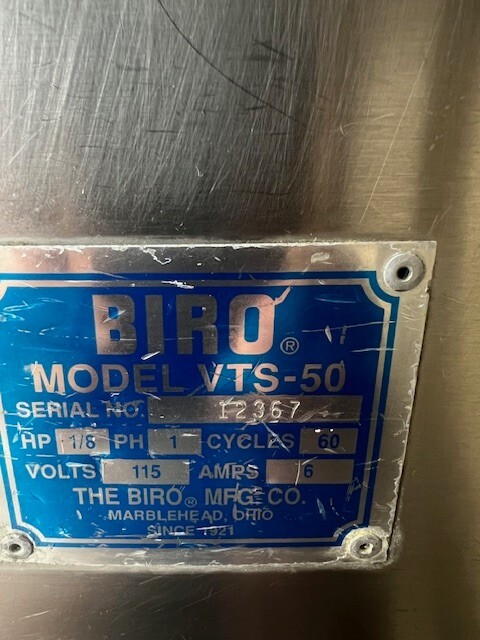 BIRO®
MODEL VTS-50
SERIAL NO. 12367
HP 1/8 PH 1 CYCLES 60
VOLTS 115 AMPS 6
THE BIRO® MFG. CO.
MARBLEHEAD, OHIO
SINCE 1921